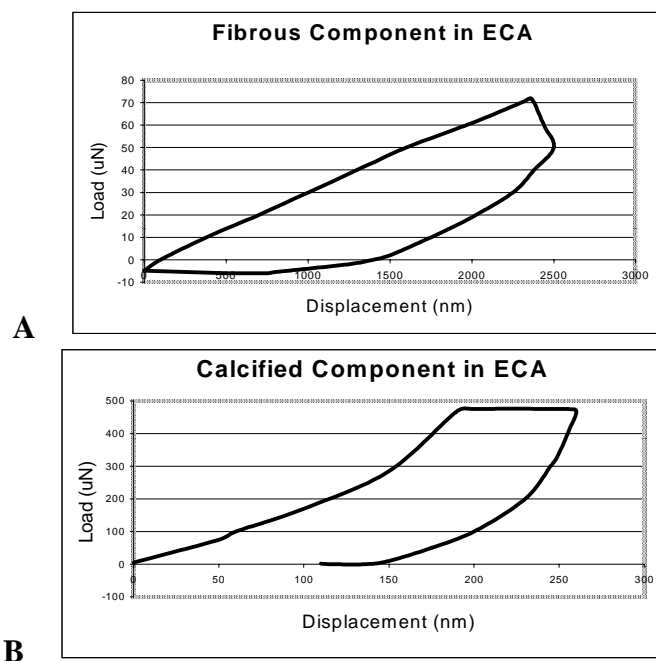 Fibrous Component in ECA
80
70
60
50
40
30
20
10
0
-10
0 500 1000 1500 2000 2500 3000
Load (uN)
Displacement (nm)
A
Calcified Component in ECA
500
400
300
200
100
0
-100
0 50 100 150 200 250 300
Load (uN)
Displacement (nm)
B